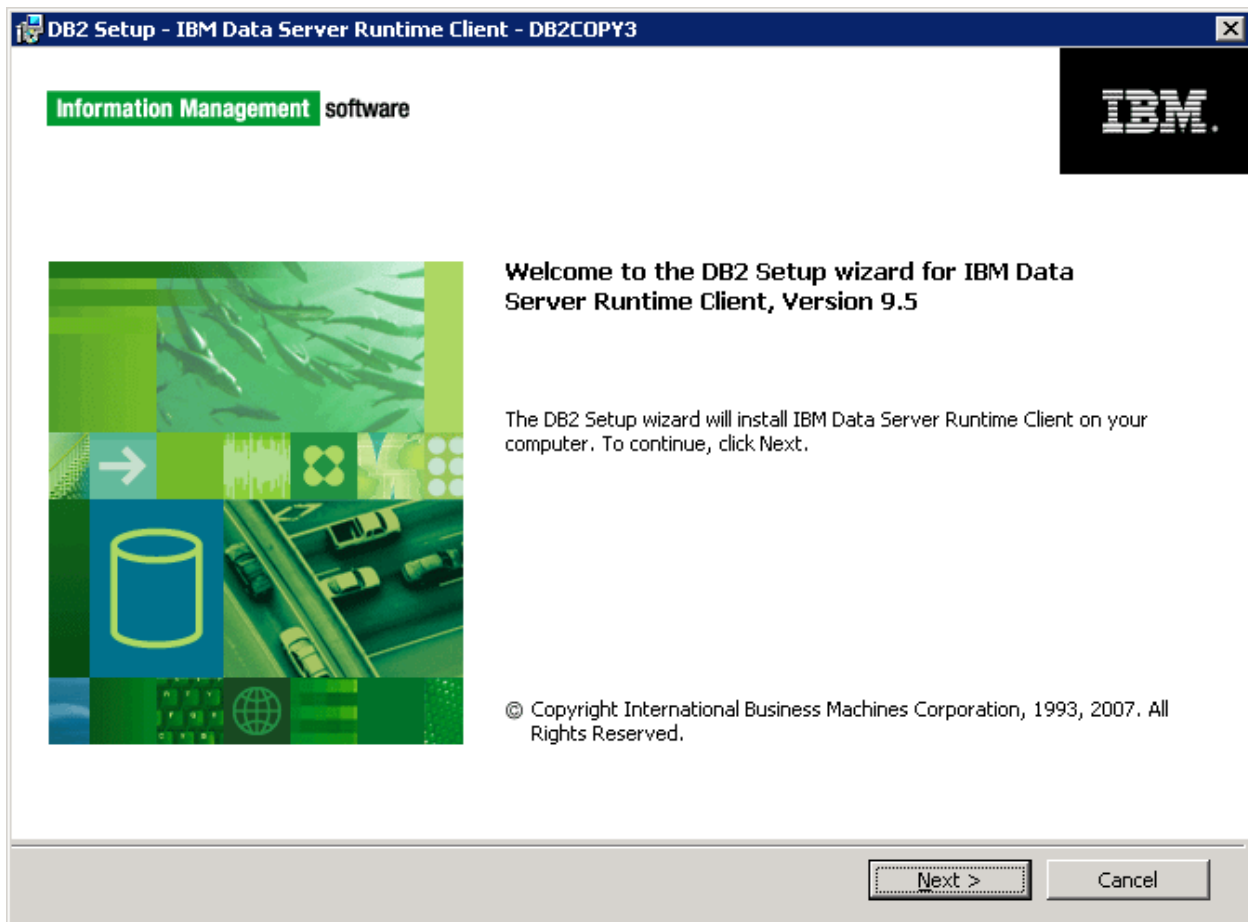 DB2 Setup - IBM Data Server Runtime Client - DB2COPY3
Information Management software
IBM.
Welcome to the DB2 Setup wizard for IBM Data
Server Runtime Client, Version 9.5
The DB2 Setup wizard will install IBM Data Server Runtime Client on your
computer. To continue, click Next.
© Copyright International Business Machines Corporation, 1993, 2007. All
Rights Reserved.
Next >
Cancel